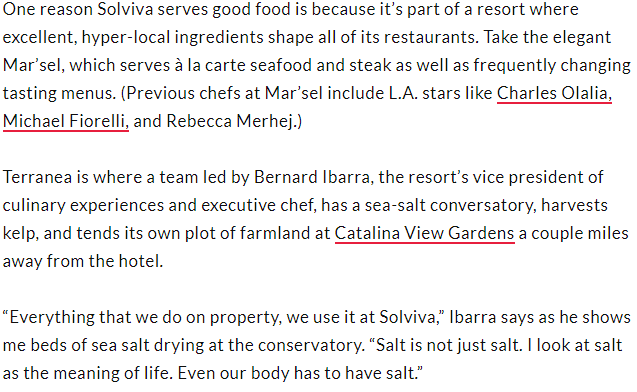 One reason Solviva serves good food is because it’s part of a resort where
excellent, hyper-local ingredients shape all of its restaurants. Take the elegant
Mar’sel, which serves à la carte seafood and steak as well as frequently changing
tasting menus. (Previous chefs at Mar’sel include L.A. stars like Charles Olalia,
Michael Fiorelli, and Rebecca Merhej.)
Terranea is where a team led by Bernard Ibarra, the resort’s vice president of
culinary experiences and executive chef, has a sea-salt conversatory, harvests
kelp, and tends its own plot of farmland at Catalina View Gardens a couple miles
away from the hotel.
“Everything that we do on property, we use it at Solviva,” Ibarra says as he shows
me beds of sea salt drying at the conservatory. “Salt is not just salt. I look at salt
as the meaning of life. Even our body has to have salt.”